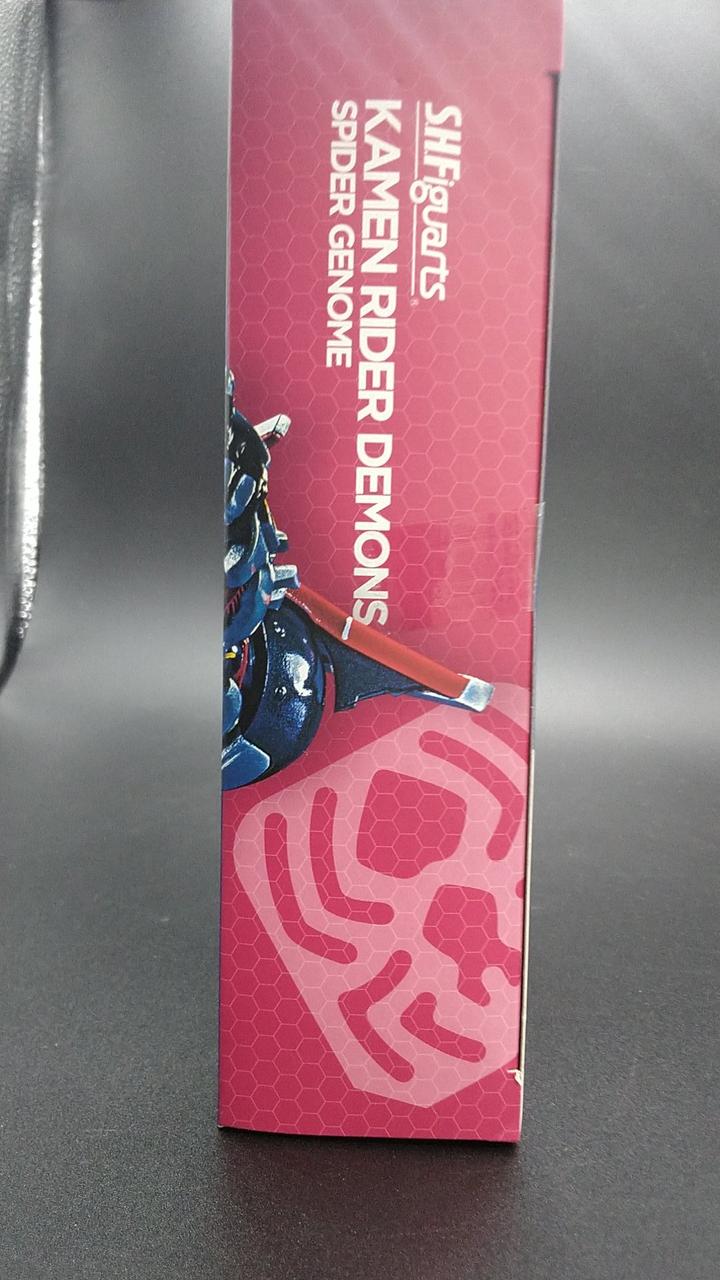 S.H.Figuarts®
KAMEN RIDER DEMONS
SPIDER GENOME